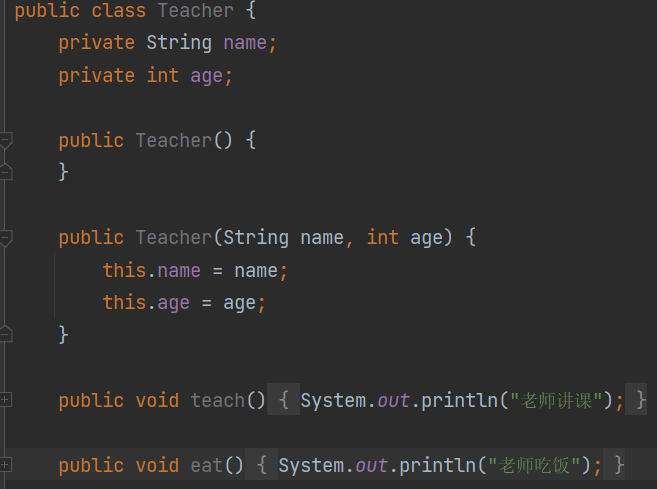 public class Teacher {
private String name;
private int age;
public Teacher() {
}
public Teacher(String name, int age) {
this.name = name;
this.age = age;
}
public void teach() { System.out.println("老师讲课"); }
public void eat() { System.out.println("老师吃饭"); }